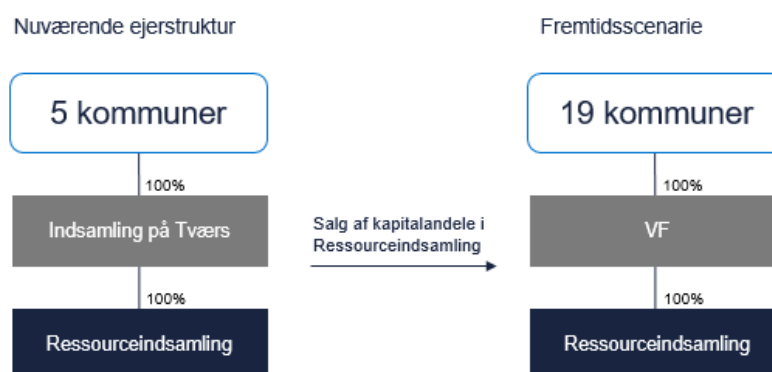 Nuværende ejerstruktur
Fremtidsscenarie
5 kommuner
19 kommuner
100%
100%
Indsamling på Tværs
Salg af kapitalandele i
Ressourceindsamling
VF
100%
100%
Ressourceindsamling
Ressourceindsamling